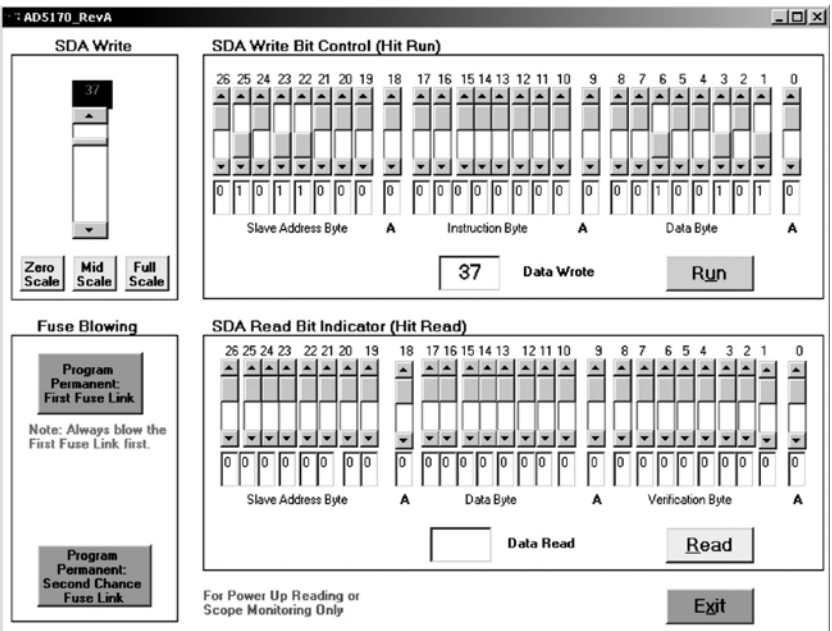 AD5170_RevA
SDA Write
37
Zero Scale
Mid Scale
Full Scale
SDA Write Bit Control (Hit Run)
26 25 24 23 22 21 20 19 18 17 16 15 14 13 12 11 10 9 8 7 6 5 4 3 2 1 0
0 1 0 1 1 0 0 0 0 0 0 0 0 0 0 0 0 0 0 0 1 0 0 1 0 1 0
Slave Address Byte A Instruction Byte A Data Byte A
37 Data Wrote Run
Fuse Blowing
Program
Permanent:
First Fuse Link
Note: Always blow the
First Fuse Link first.
Program
Permanent:
Second Chance
Fuse Link
SDA Read Bit Indicator (Hit Read)
26 25 24 23 22 21 20 19 18 17 16 15 14 13 12 11 10 9 8 7 6 5 4 3 2 1 0
0 0 0 0 0 0 0 0 0 0 0 0 0 0 0 0 0 0 0 0 0 0 0 0 0 0 0
Slave Address Byte A Data Byte A Verification Byte A
Data Read Read
For Power Up Reading or
Scope Monitoring Only
Exit